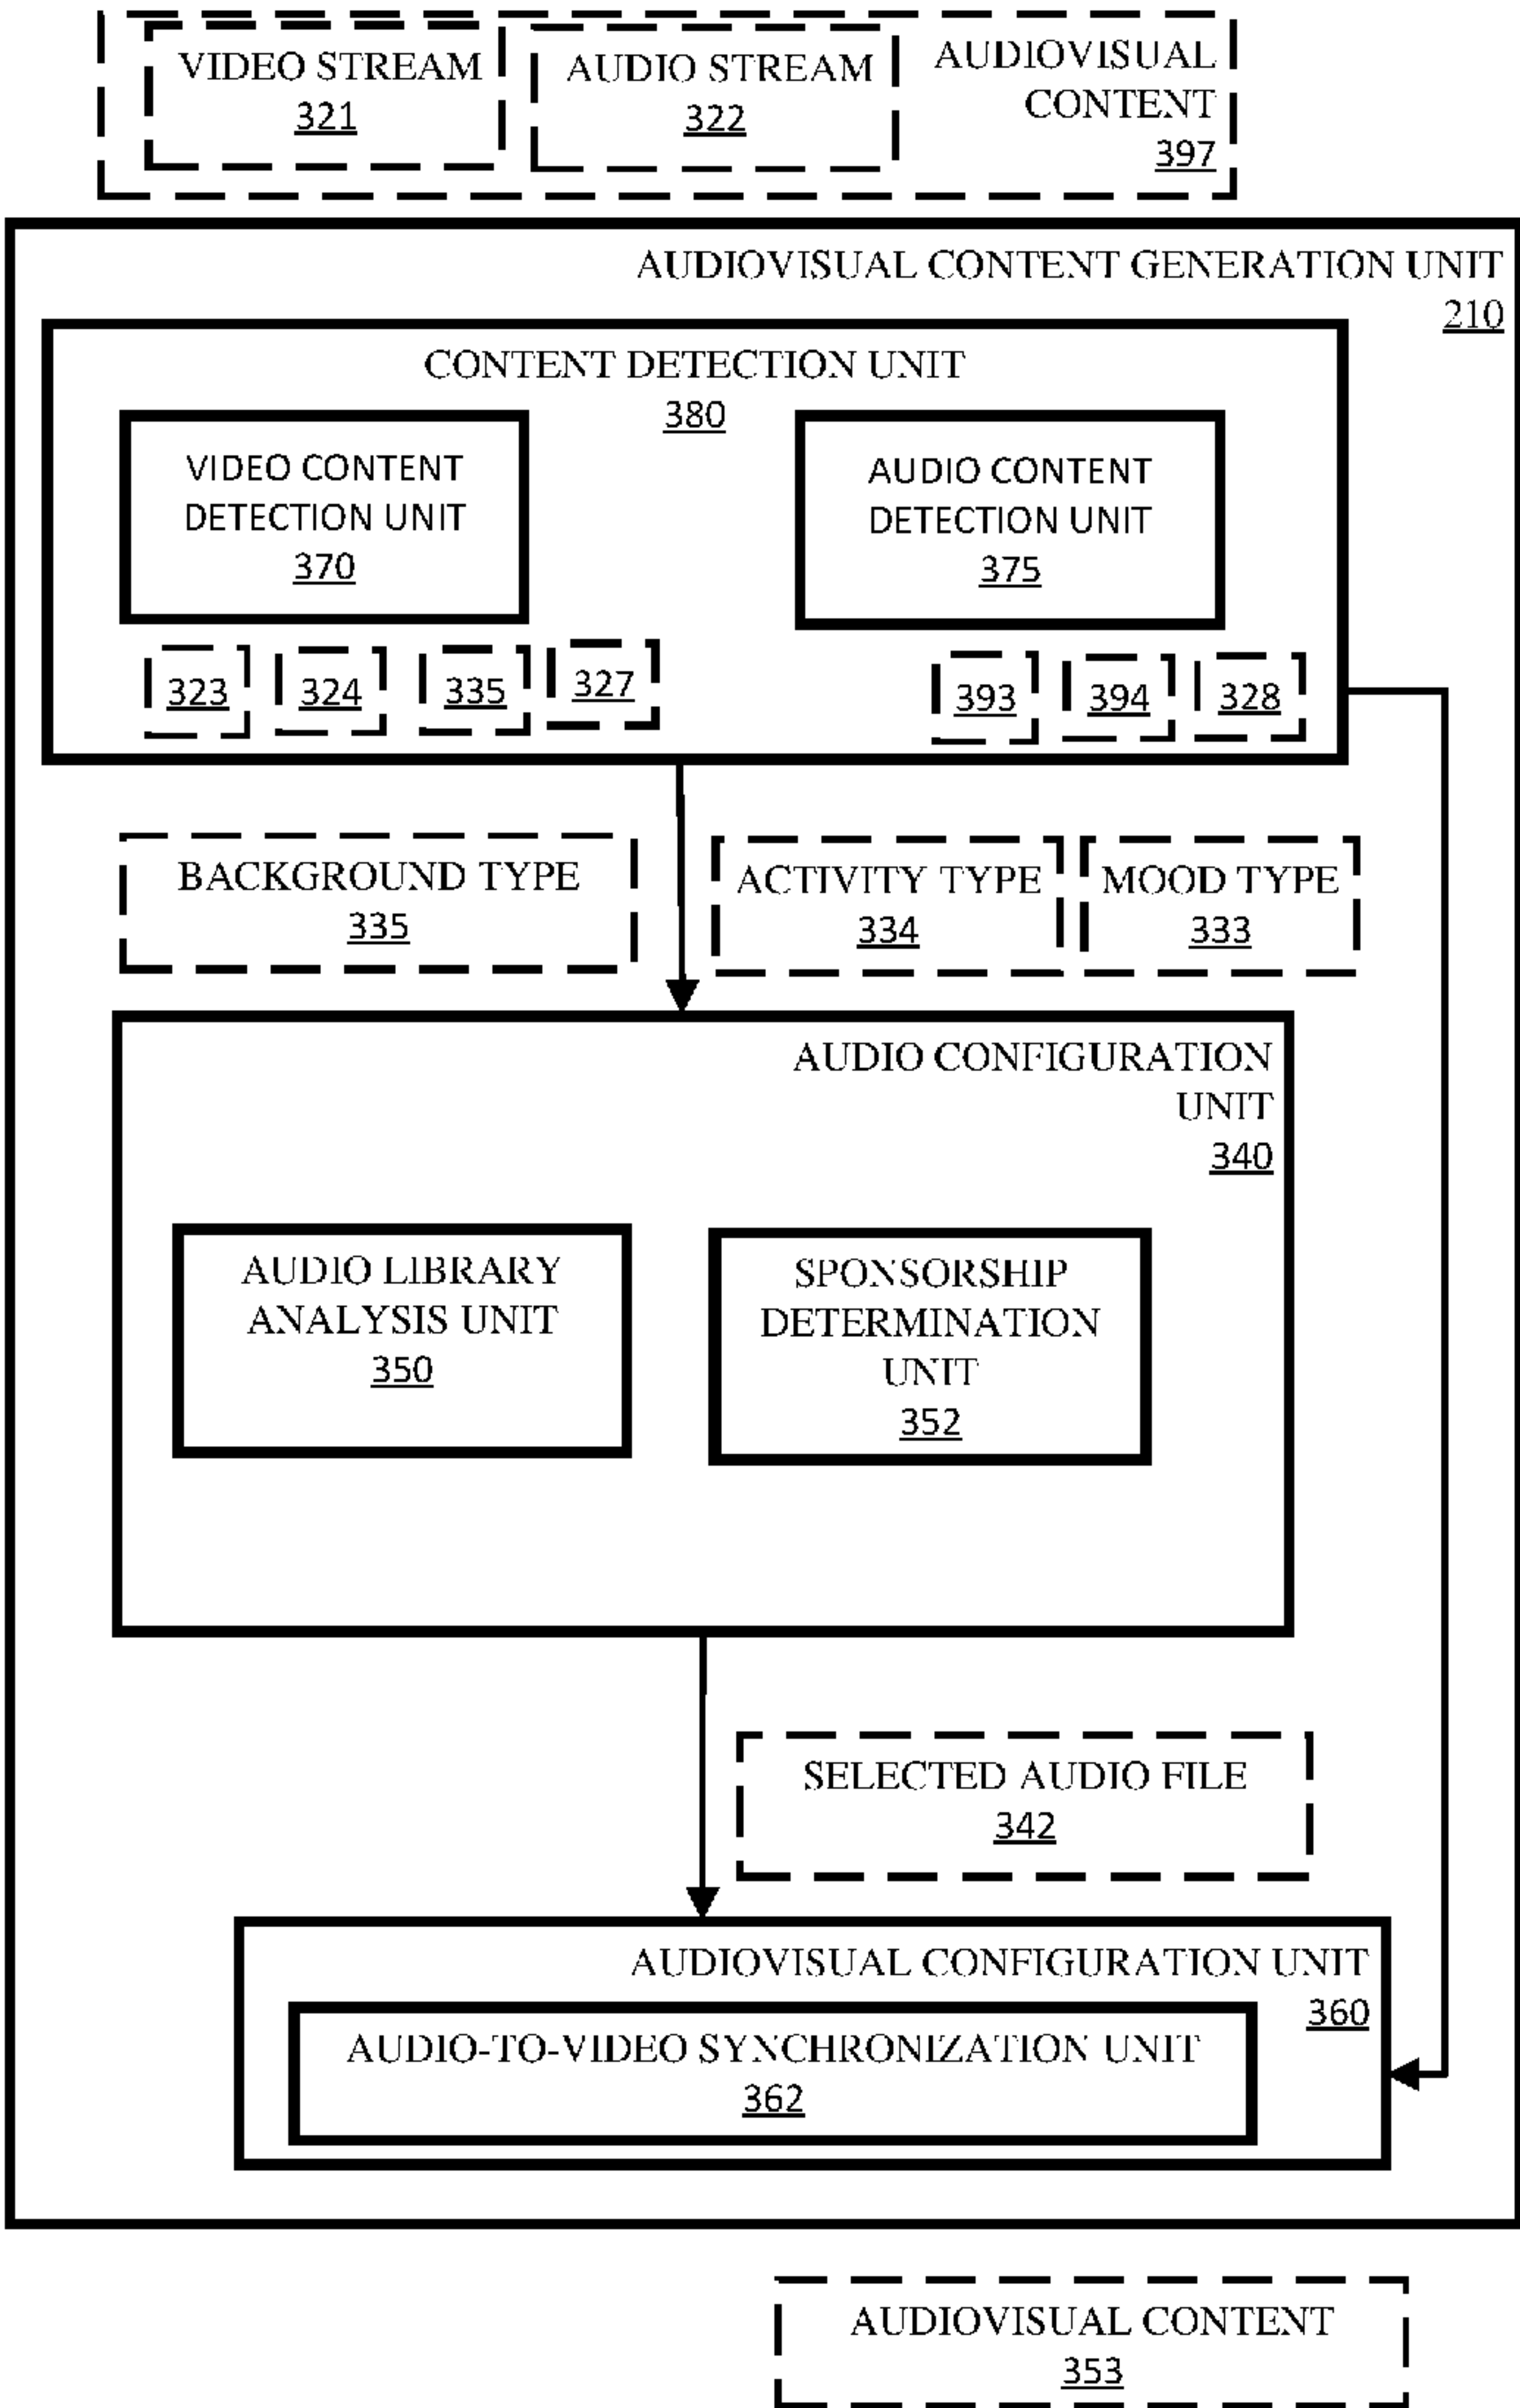 VIDEO STREAM
321
AUDIO STREAM
322
AUDIOVISUAL
CONTENT
397
AUDIOVISUAL CONTENT GENERATION UNIT
210
CONTENT DETECTION UNIT
380
VIDEO CONTENT
DETECTION UNIT
370
AUDIO CONTENT
DETECTION UNIT
375
323
324
335
327
393
394
328
BACKGROUND TYPE
335
ACTIVITY TYPE
334
MOOD TYPE
333
AUDIO CONFIGURATION
UNIT
340
AUDIO LIBRARY
ANALYSIS UNIT
350
SPONSORSHIP
DETERMINATION
UNIT
352
SELECTED AUDIO FILE
342
AUDIOVISUAL CONFIGURATION UNIT
360
AUDIO-TO-VIDEO SYNCHRONIZATION UNIT
362
AUDIOVISUAL CONTENT
353